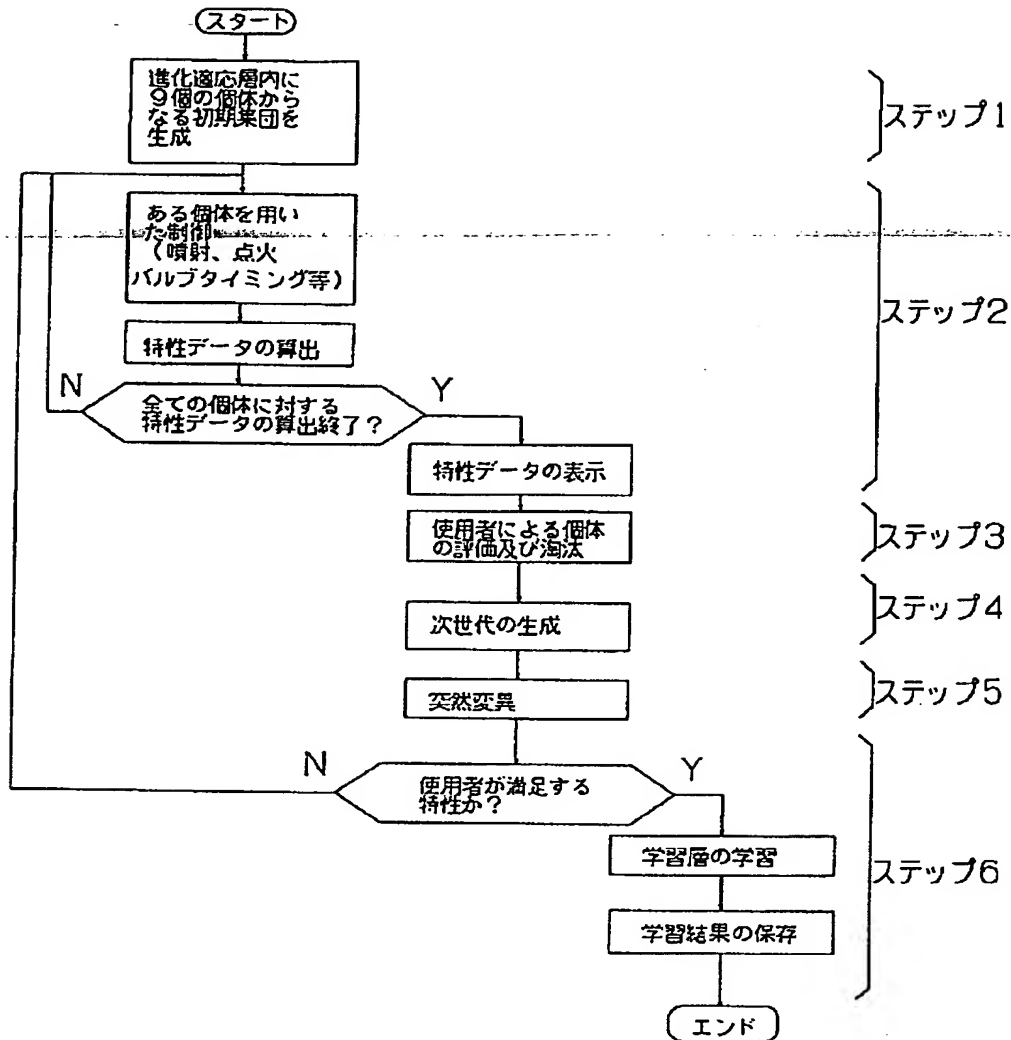 スタート
進化適応層内に
9個の個体から
なる初期集団を
生成
ステップ1
ある個体を用い
た制御
(噴射、点火
バルブタイミング等)
特性データの算出
ステップ2
N
Y
全ての個体に対する
特性データの算出終了?
特性データの表示
使用者による個体
の評価及び淘汰
ステップ3
次世代の生成
ステップ4
突然変異
ステップ5
N
Y
使用者が満足する
特性か?
学習層の学習
ステップ6
学習結果の保存
エンド